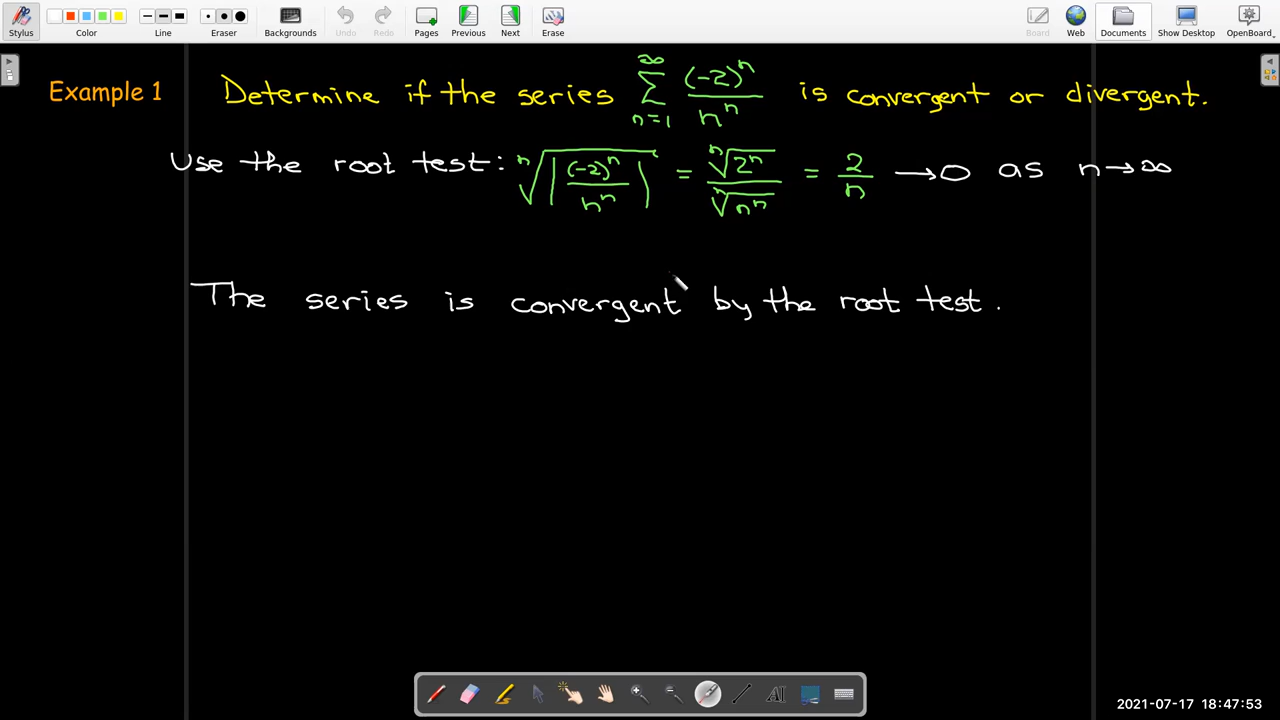 Stylus Color Line Eraser Backgrounds Undo Redo Pages Previous Next Erase Board Web Documents Show Desktop OpenBoard
Example 1 Determine if the series ∑_{n=1}^{∞} (-2)^n / n^n is convergent or divergent.
Use the root test: ⁿ√|(-2)^n / n^n| = ⁿ√(2^n) / ⁿ√(n^n) = 2/n → 0 as n→∞
The series is convergent by the root test.
2021-07-17 18:47:53